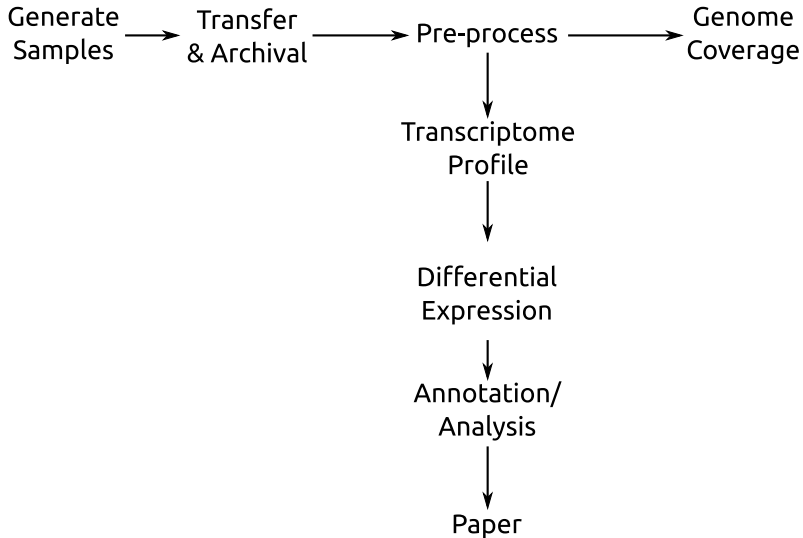 Generate
Samples
Transfer
& Archival
Pre-process
Genome
Coverage
Transcriptome
Profile
Differential
Expression
Annotation/
Analysis
Paper